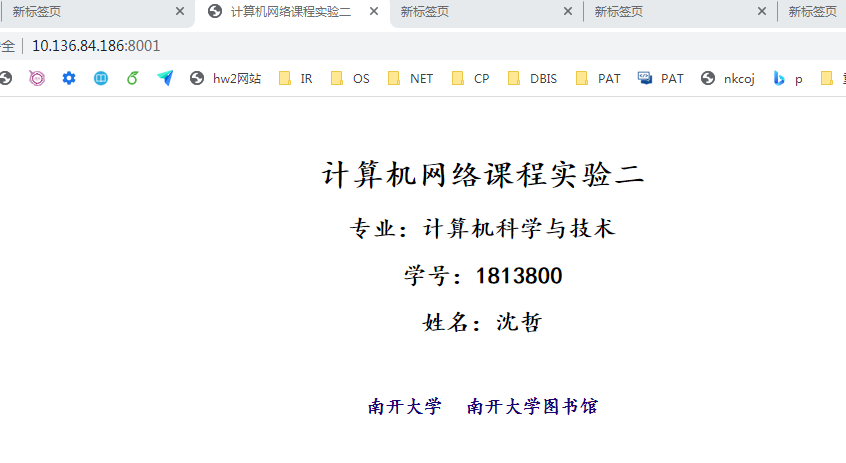 新标签页 计算机网络课程实验二 新标签页 新标签页 新标签页
全 10.136.84.186:8001
hw2网站 IR OS NET CP DBIS PAT PAT nkcoj p
计算机网络课程实验二
专业：计算机科学与技术
学号：1813800
姓名：沈哲
南开大学 南开大学图书馆